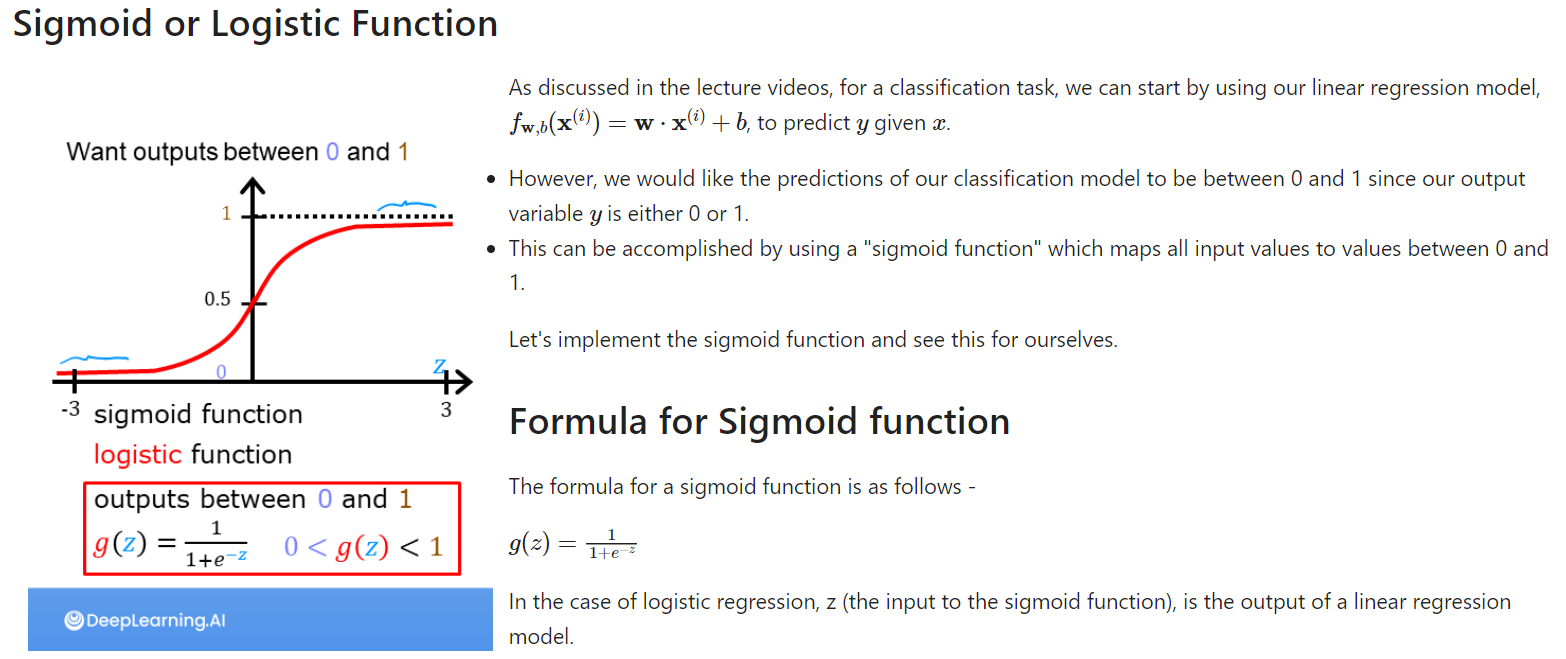 Sigmoid or Logistic Function
Want outputs between 0 and 1
1
0.5
0
z
-3
3
sigmoid function
logistic function
outputs between 0 and 1
g(z) = 1/(1+e^{-z}) 0 < g(z) < 1
DeepLearning.AI
As discussed in the lecture videos, for a classification task, we can start by using our linear regression model,
f_{w,b}(x^{(i)}) = w · x^{(i)} + b, to predict y given x.
• However, we would like the predictions of our classification model to be between 0 and 1 since our output
variable y is either 0 or 1.
• This can be accomplished by using a "sigmoid function" which maps all input values to values between 0 and
1.
Let's implement the sigmoid function and see this for ourselves.
Formula for Sigmoid function
The formula for a sigmoid function is as follows -
g(z) = 1/(1+e^{-z})
In the case of logistic regression, z (the input to the sigmoid function), is the output of a linear regression
model.